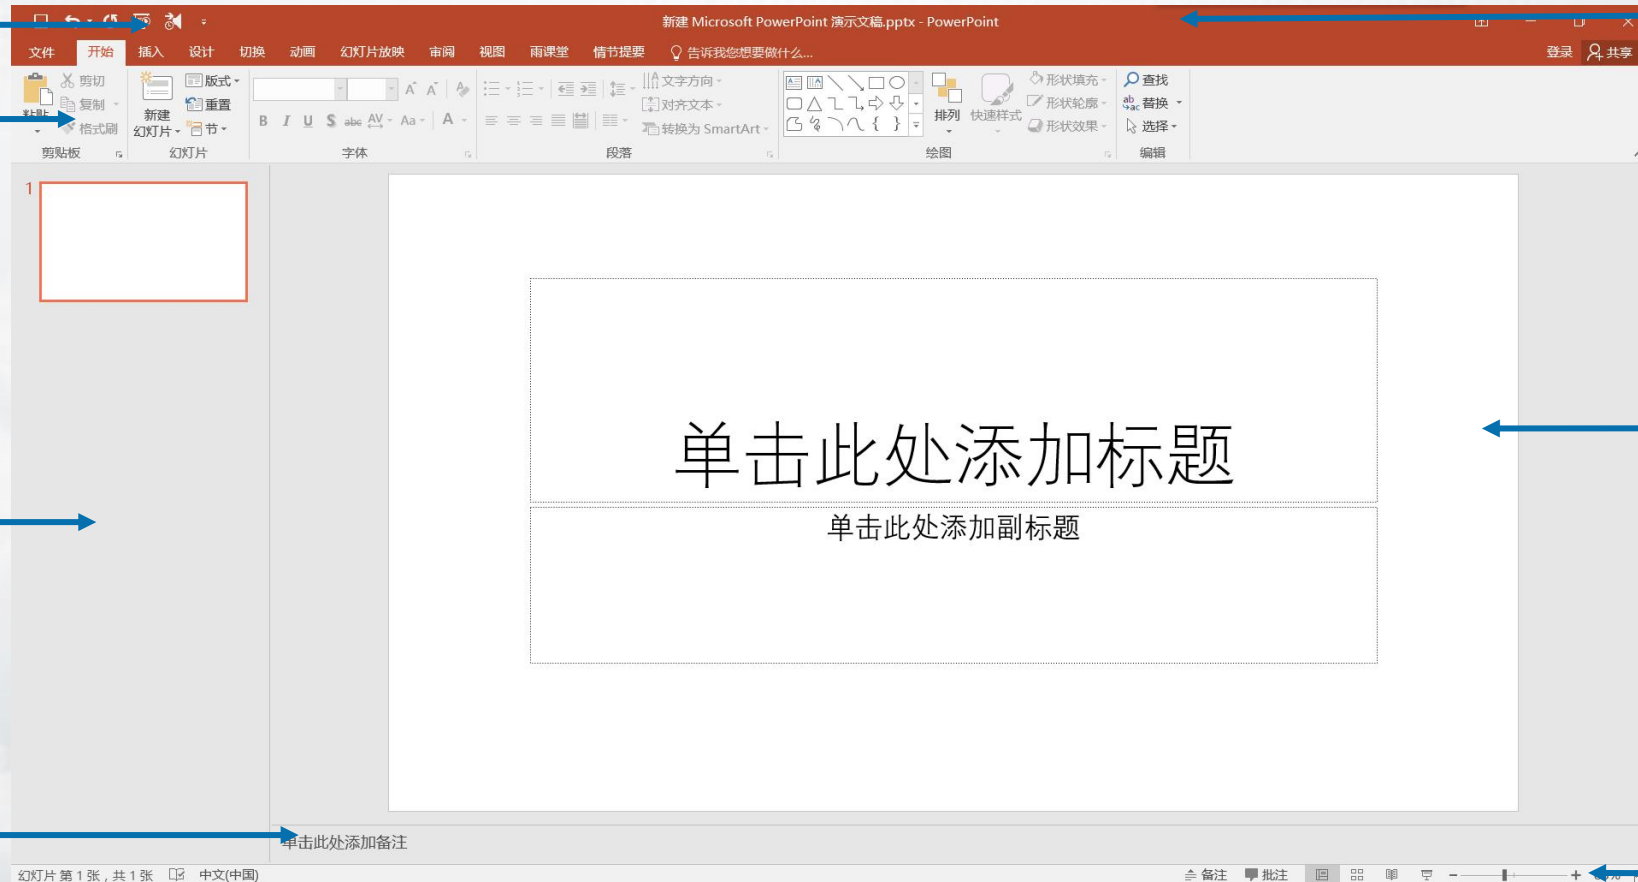 新建 Microsoft PowerPoint 演示文稿.pptx - PowerPoint
文件 开始 插入 设计 切换 动画 幻灯片放映 审阅 视图 雨课堂 情节提要 告诉我您想要做什么... 登录 共享
剪切 版式 文字方向 形状填充 查找
复制 重置 对齐文本 形状轮廓 替换
粘贴 格式刷 新建 幻灯片 节 B I U S abc AV Aa A 转换为 SmartArt 排列 快速样式 形状效果 选择
剪贴板 幻灯片 字体 段落 绘图 编辑
1
单击此处添加标题
单击此处添加副标题
单击此处添加备注
幻灯片 第 1 张，共 1 张 中文(中国) 备注 批注